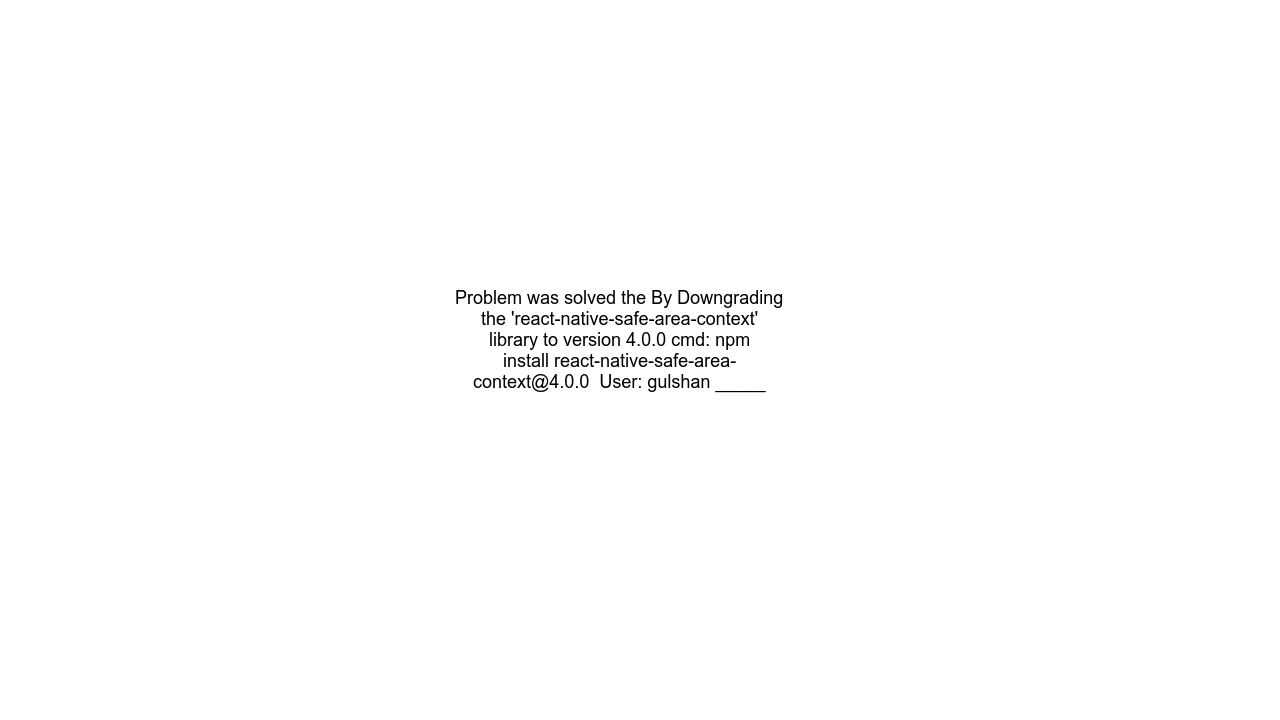 Problem was solved the By Downgrading
the 'react-native-safe-area-context'
library to version 4.0.0 cmd: npm
install react-native-safe-area-
context@4.0.0  User: gulshan _____